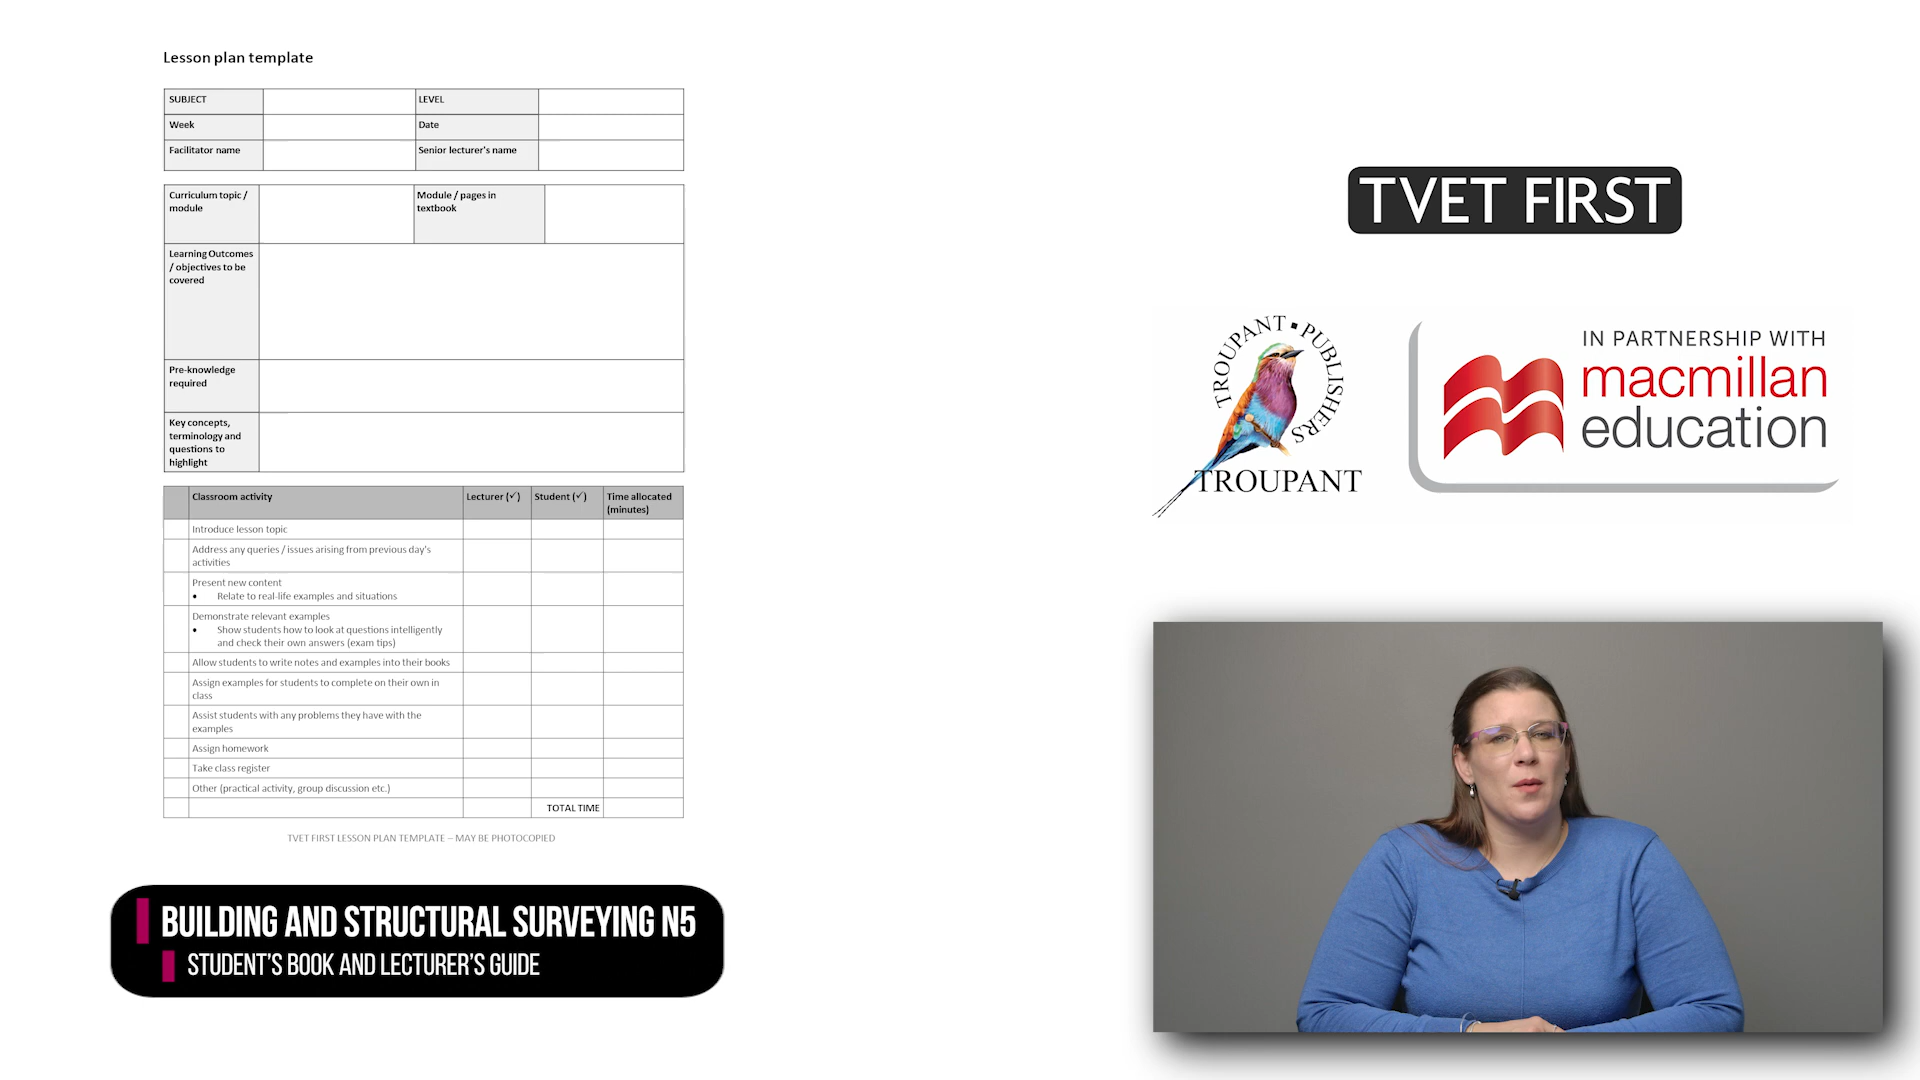 Lesson plan template
SUBJECT
LEVEL
Week
Date
Facilitator name
Senior lecturer's name
Curriculum topic /
module
Module / pages in
textbook
Learning Outcomes
/ objectives to be
covered
Pre-knowledge
required
Key concepts,
terminology and
questions to
highlight
Classroom activity
Lecturer (✓)
Student (✓)
Time allocated
(minutes)
Introduce lesson topic
Address any queries / issues arising from previous day's
activities
Present new content
• Relate to real-life examples and situations
Demonstrate relevant examples
• Show students how to look at questions intelligently
and check their own answers (exam tips)
Allow students to write notes and examples into their books
Assign examples for students to complete on their own in
class
Assist students with any problems they have with the
examples
Assign homework
Take class register
Other (practical activity, group discussion etc.)
TOTAL TIME
TVET FIRST LESSON PLAN TEMPLATE – MAY BE PHOTOCOPIED
BUILDING AND STRUCTURAL SURVEYING N5
STUDENT'S BOOK AND LECTURER'S GUIDE
TVET FIRST
TROUPANT ▪ PUBLISHERS
TROUPANT
IN PARTNERSHIP WITH
macmillan
education